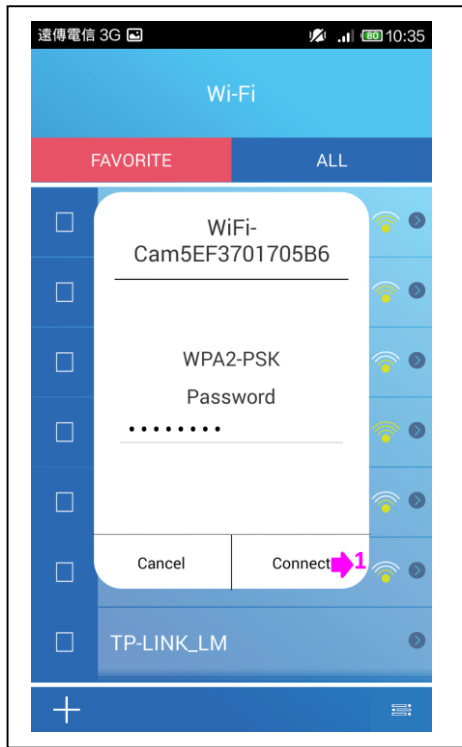 遠傳電信 3G 80 10:35
Wi-Fi
FAVORITE ALL
WiFi-
Cam5EF3701705B6
WPA2-PSK
Password
••••••••
Cancel Connect 1
TP-LINK_LM